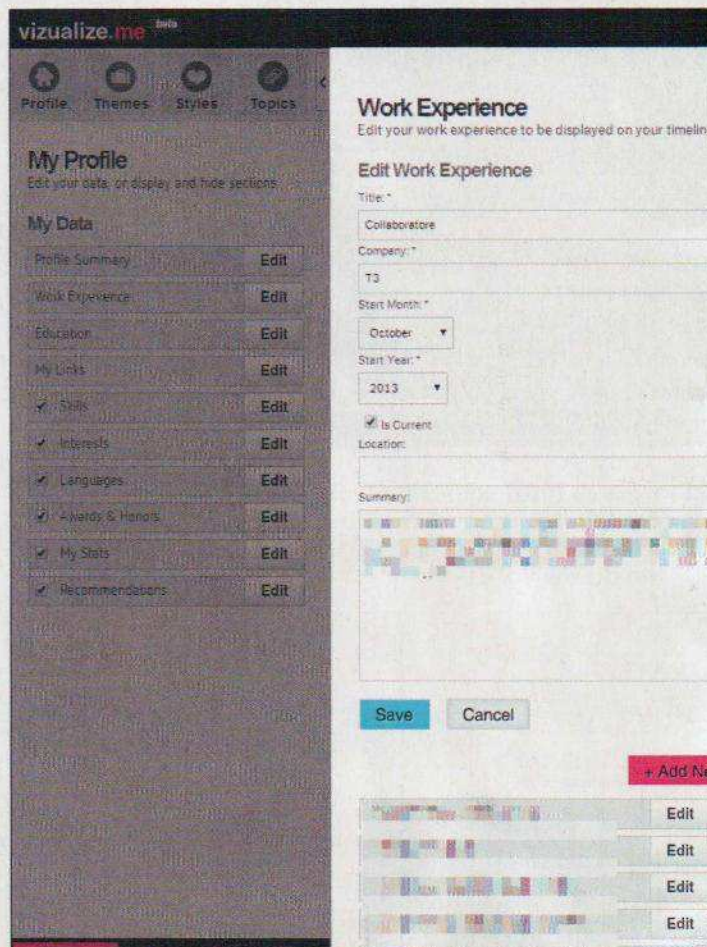 vizualize.me beta
Profile Themes Styles Topics
My Profile
Edit your data, or display and hide sections
My Data
Profile Summary Edit
Work Experience Edit
Education Edit
My Links Edit
Skills Edit
Interests Edit
Languages Edit
Awards & Honors Edit
My Stats Edit
Recommendations Edit
Work Experience
Edit your work experience to be displayed on your timelin
Edit Work Experience
Title: *
Collaboratore
Company: *
T3
Start Month: *
October
Start Year: *
2013
Is Current
Location:
Summary:
Save Cancel
+ Add Ne
Edit
Edit
Edit
Edit